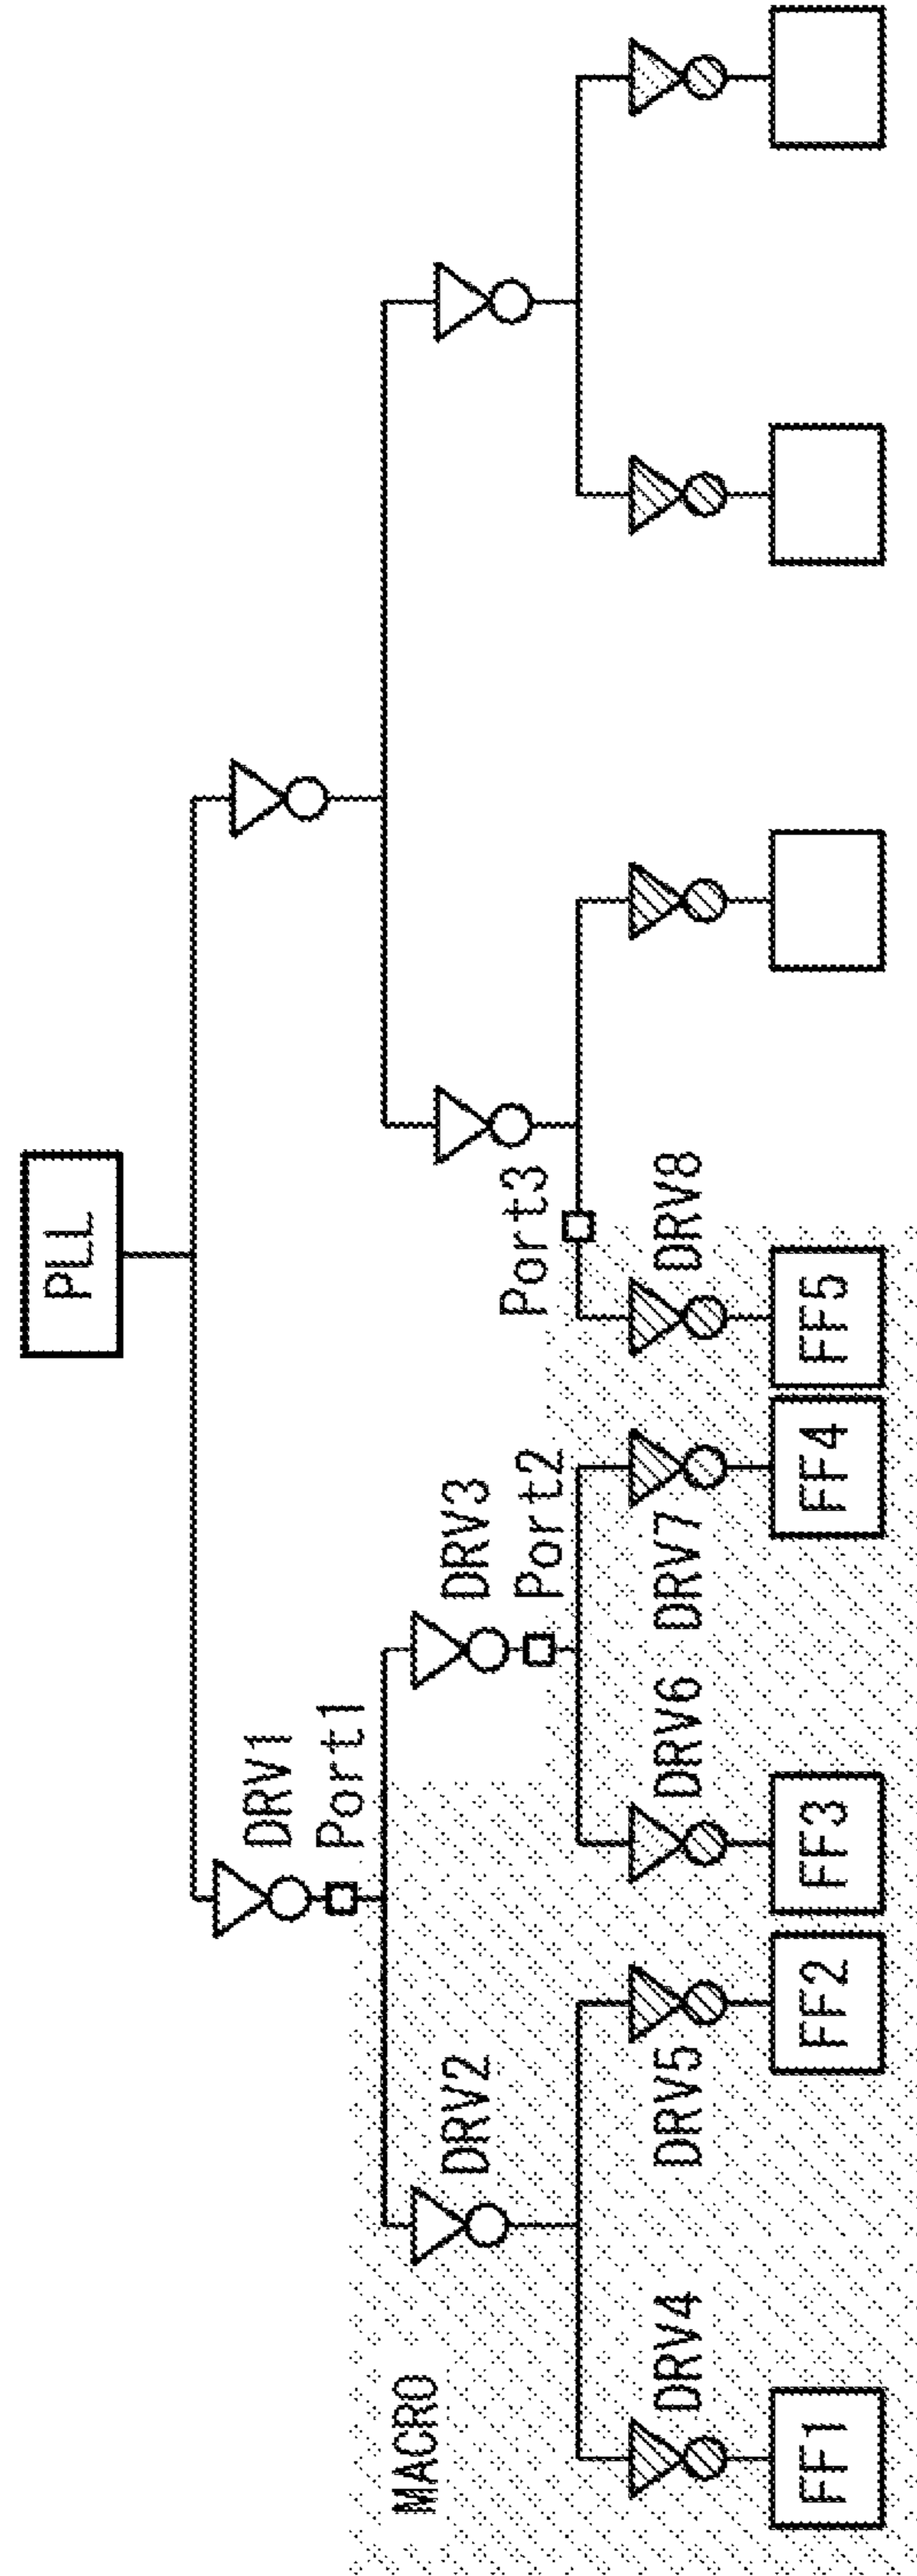 PLL
DRV1
Port1
MACRO
DRV2
DRV3
Port2
Port3
DRV4
DRV5
DRV6
DRV7
DRV8
FF1
FF2
FF3
FF4
FF5